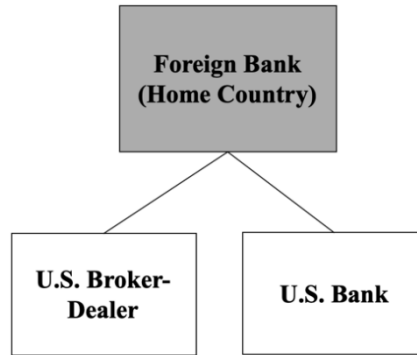 Foreign Bank
(Home Country)
U.S. Broker-
Dealer
U.S. Bank